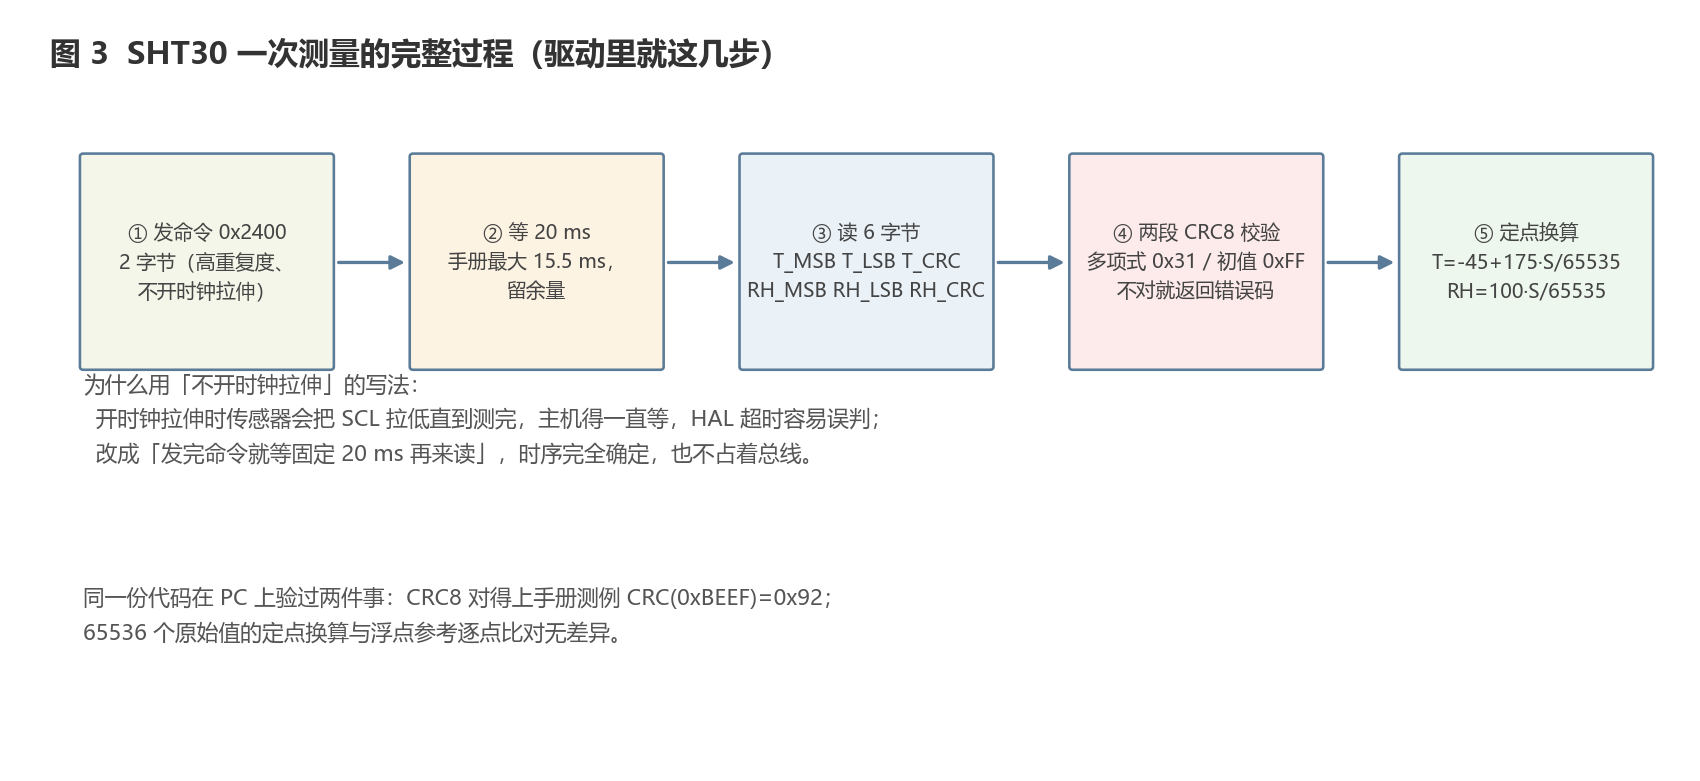 图 3  SHT30 一次测量的完整过程（驱动里就这几步）
① 发命令 0x2400
2 字节（高重复度、
不开时钟拉伸）
② 等 20 ms
手册最大 15.5 ms，
留余量
③ 读 6 字节
T_MSB T_LSB T_CRC
RH_MSB RH_LSB RH_CRC
④ 两段 CRC8 校验
多项式 0x31 / 初值 0xFF
不对就返回错误码
⑤ 定点换算
T=-45+175·S/65535
RH=100·S/65535
为什么用「不开时钟拉伸」的写法：
开时钟拉伸时传感器会把 SCL 拉低直到测完，主机得一直等，HAL 超时容易误判；
改成「发完命令就等固定 20 ms 再来读」，时序完全确定，也不占着总线。
同一份代码在 PC 上验过两件事：CRC8 对得上手册测例 CRC(0xBEEF)=0x92；
65536 个原始值的定点换算与浮点参考逐点比对无差异。